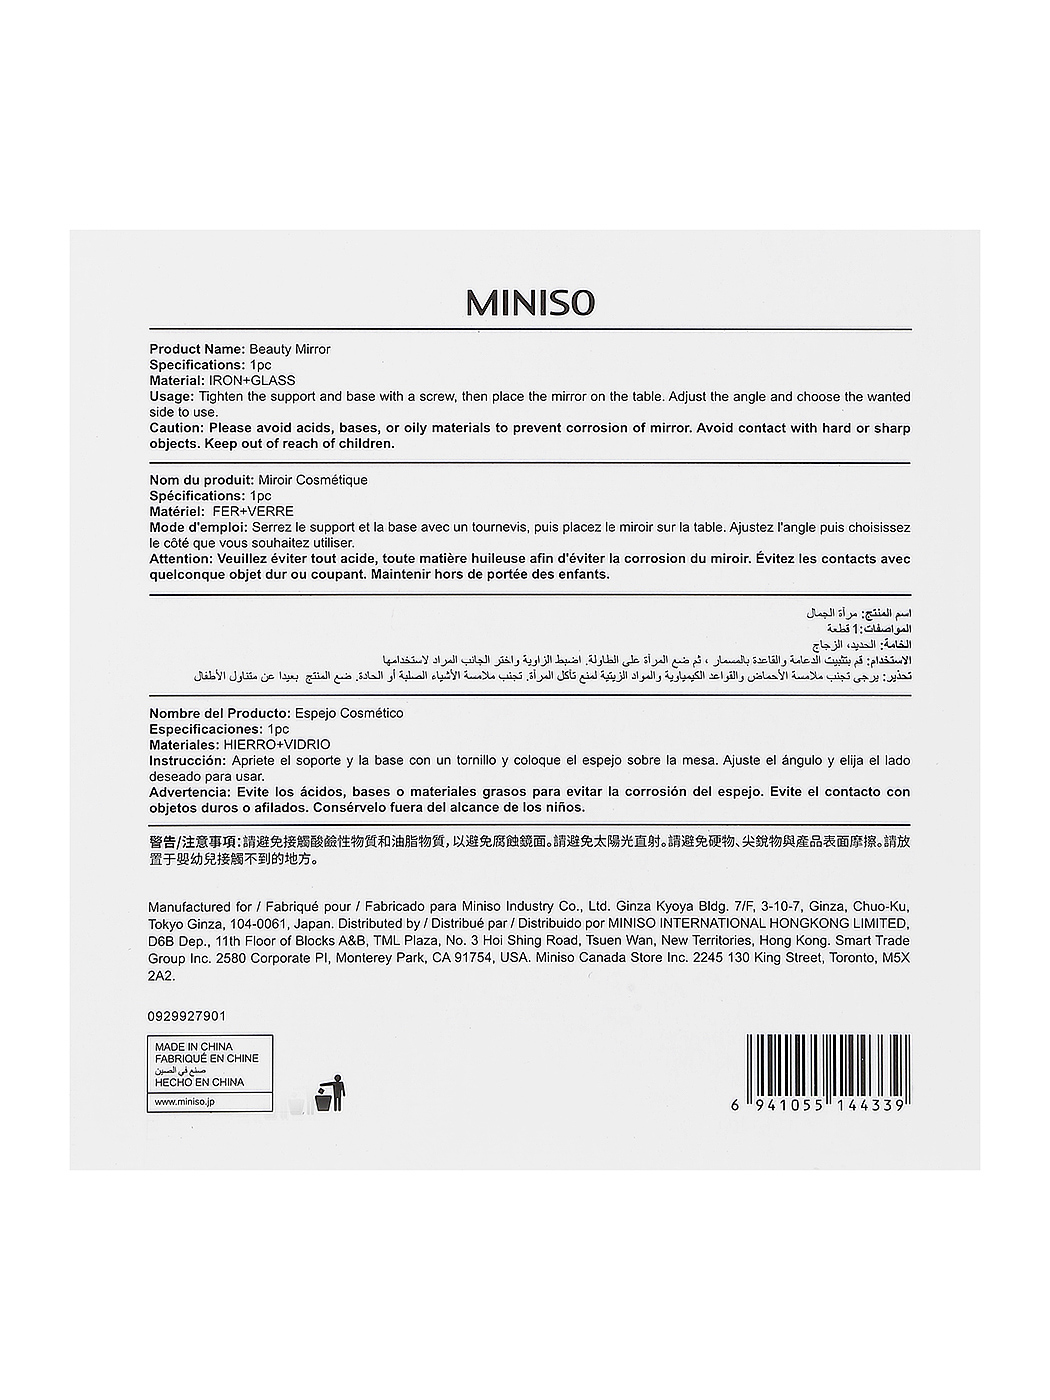 MINISO
Product Name: Beauty Mirror
Specifications: 1pc
Material: IRON+GLASS
Usage: Tighten the support and base with a screw, then place the mirror on the table. Adjust the angle and choose the wanted
side to use.
Caution: Please avoid acids, bases, or oily materials to prevent corrosion of mirror. Avoid contact with hard or sharp
objects. Keep out of reach of children.
Nom du produit: Miroir Cosmétique
Spécifications: 1pc
Matériel: FER+VERRE
Mode d'emploi: Serrez le support et la base avec un tournevis, puis placez le miroir sur la table. Ajustez l'angle puis choisissez
le côté que vous souhaitez utiliser.
Attention: Veuillez éviter tout acide, toute matière huileuse afin d'éviter la corrosion du miroir. Évitez les contacts avec
quelconque objet dur ou coupant. Maintenir hors de portée des enfants.
اسم المنتج: مرآة الجمال
المواصفات:1 قطعة
الخامة: الحديد، الزجاج
الاستخدام: قم بتثبيت الدعامة والقاعدة بالمسمار ، ثم ضع المرآة على الطاولة. اضبط الزاوية واختر الجانب المراد لاستخدامها
تحذير: يرجى تجنب ملامسة الأحماض والقواعد الكيمياوية والمواد الزيتية لمنع تآكل المرآة. تجنب ملامسة الأشياء الصلبة أو الحادة. ضع المنتج بعيدا عن متناول الأطفال
Nombre del Producto: Espejo Cosmético
Especificaciones: 1pc
Materiales: HIERRO+VIDRIO
Instrucción: Apriete el soporte y la base con un tornillo y coloque el espejo sobre la mesa. Ajuste el ángulo y elija el lado
deseado para usar.
Advertencia: Evite los ácidos, bases o materiales grasos para evitar la corrosión del espejo. Evite el contacto con
objetos duros o afilados. Consérvelo fuera del alcance de los niños.
警告/注意事項:請避免接觸酸鹼性物質和油脂物質,以避免腐蝕鏡面。請避免太陽光直射。請避免硬物、尖銳物與產品表面摩擦。請放
置于嬰幼兒接觸不到的地方。
Manufactured for / Fabriqué pour / Fabricado para Miniso Industry Co., Ltd. Ginza Kyoya Bldg. 7/F, 3-10-7, Ginza, Chuo-Ku,
Tokyo Ginza, 104-0061, Japan. Distributed by / Distribué par / Distribuido por MINISO INTERNATIONAL HONGKONG LIMITED,
D6B Dep., 11th Floor of Blocks A&B, TML Plaza, No. 3 Hoi Shing Road, Tsuen Wan, New Territories, Hong Kong. Smart Trade
Group Inc. 2580 Corporate Pl, Monterey Park, CA 91754, USA. Miniso Canada Store Inc. 2245 130 King Street, Toronto, M5X
2A2.
0929927901
MADE IN CHINA
FABRIQUÉ EN CHINE
صنع في الصين
HECHO EN CHINA
www.miniso.jp
6 941055 144339